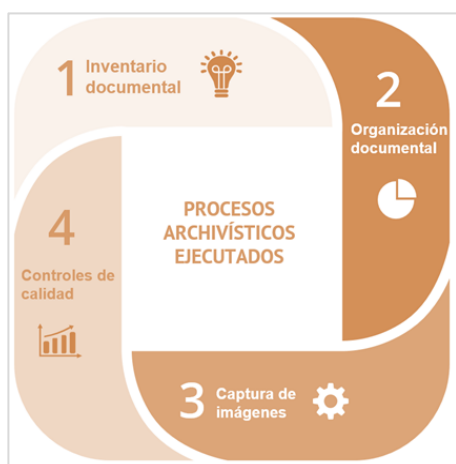 1 Inventario
documental
2
Organización
documental
PROCESOS
ARCHIVÍSTICOS
EJECUTADOS
4
Controles de
calidad
3 Captura de
imágenes